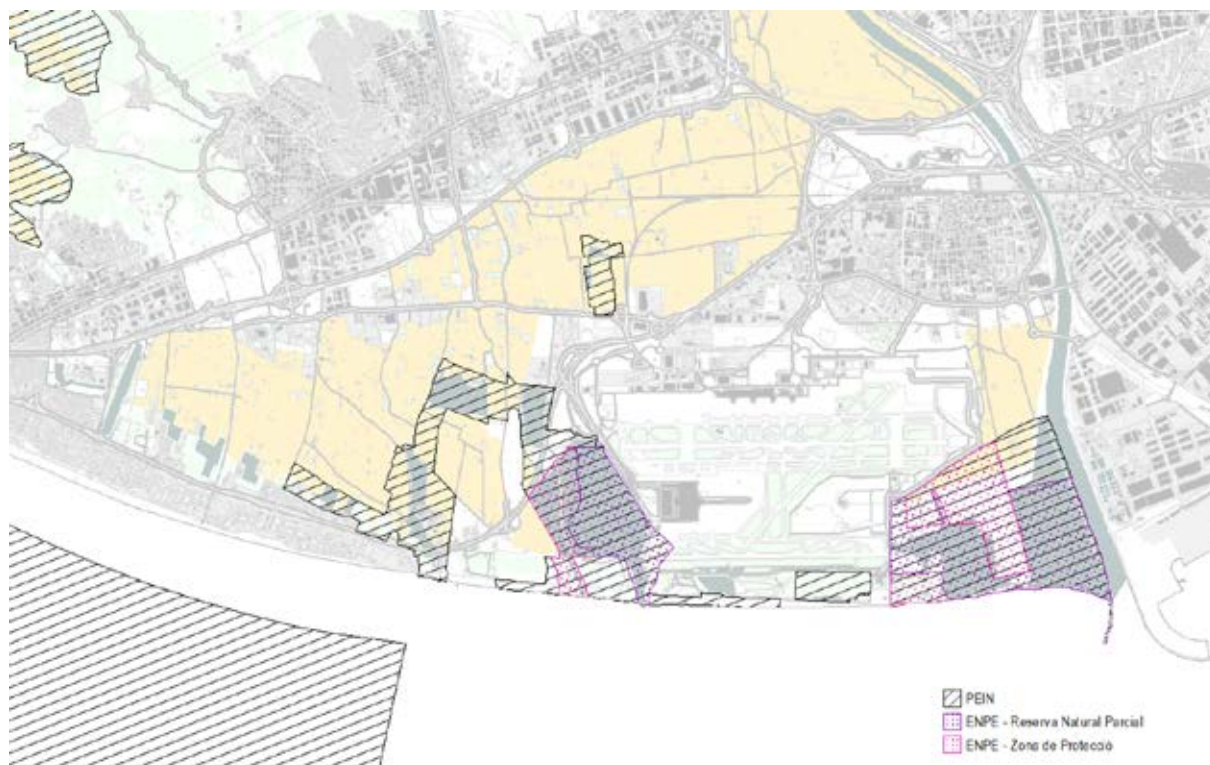 PEIN
ENPE - Reserva Natural Parcial
ENPE - Zona de Protecció